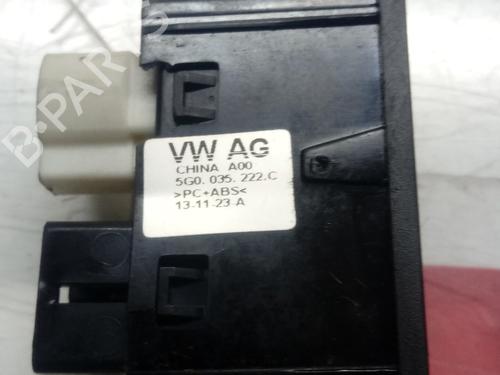 B-PARTS
VW AG
CHINA A00
5G0. 035. 222.C
>PC+ABS<
13-11-23-A